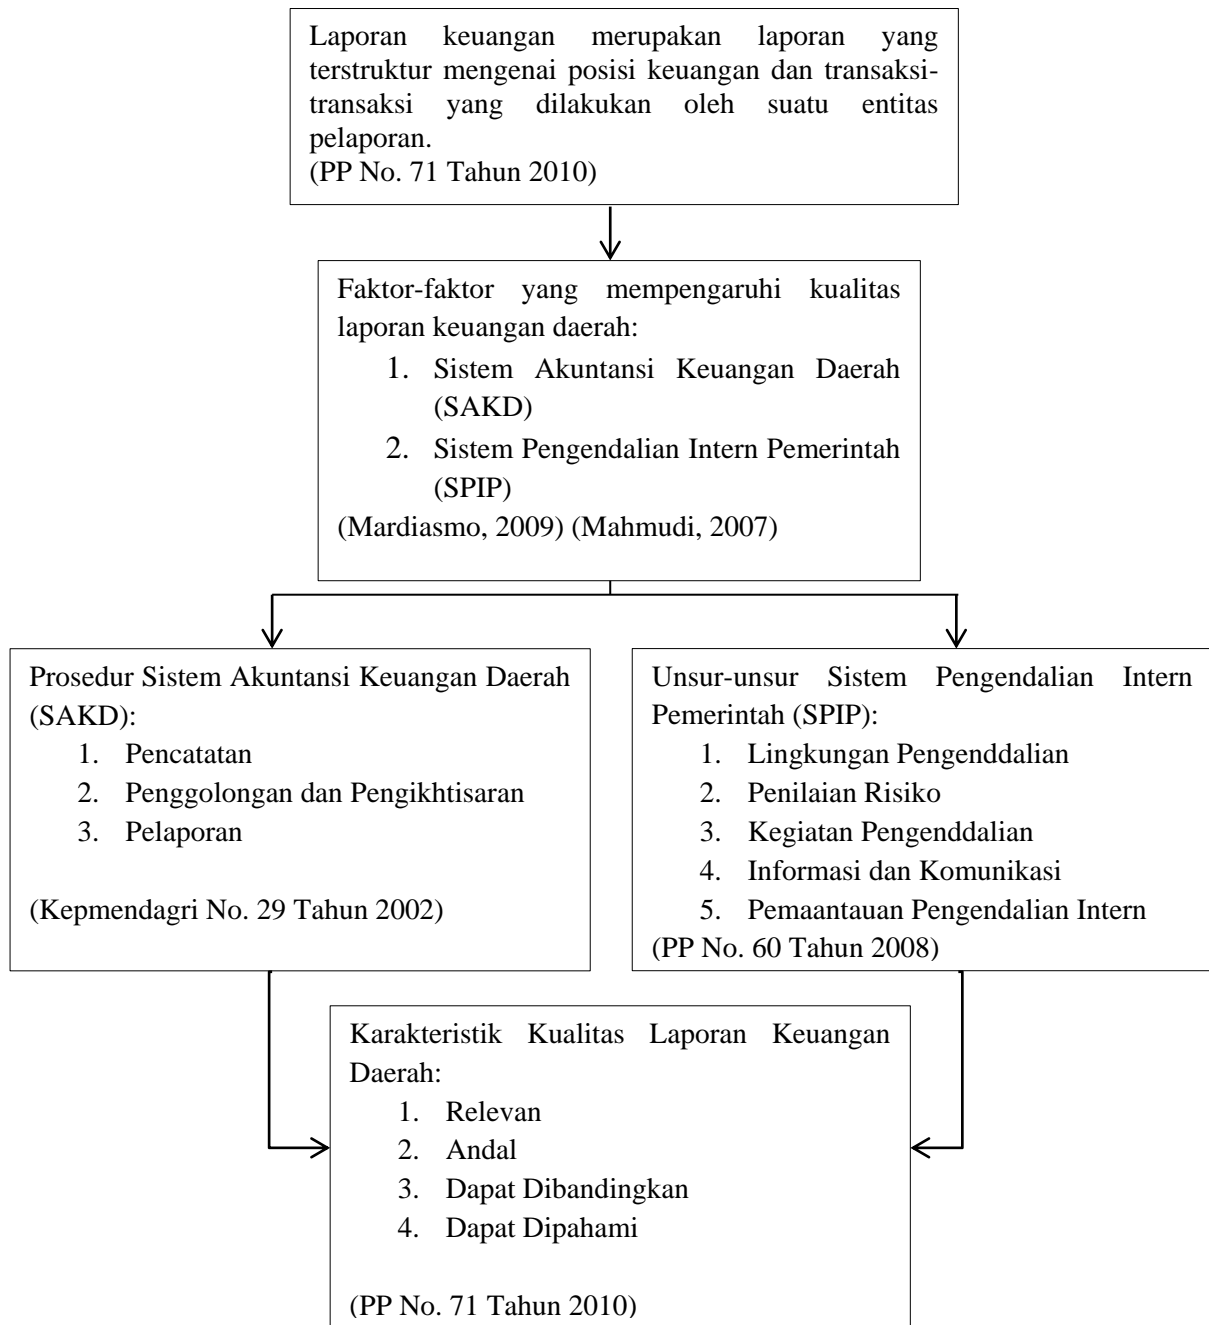 Laporan keuangan merupakan laporan yang
terstruktur mengenai posisi keuangan dan transaksi-
transaksi yang dilakukan oleh suatu entitas
pelaporan.
(PP No. 71 Tahun 2010)
Faktor-faktor yang mempengaruhi kualitas
laporan keuangan daerah:
1. Sistem Akuntansi Keuangan Daerah
(SAKD)
2. Sistem Pengendalian Intern Pemerintah
(SPIP)
(Mardiasmo, 2009) (Mahmudi, 2007)
Prosedur Sistem Akuntansi Keuangan Daerah
(SAKD):
1. Pencatatan
2. Penggolongan dan Pengikhtisaran
3. Pelaporan
(Kepmendagri No. 29 Tahun 2002)
Unsur-unsur Sistem Pengendalian Intern
Pemerintah (SPIP):
1. Lingkungan Pengenddalian
2. Penilaian Risiko
3. Kegiatan Pengenddalian
4. Informasi dan Komunikasi
5. Pemaantauan Pengendalian Intern
(PP No. 60 Tahun 2008)
Karakteristik Kualitas Laporan Keuangan
Daerah:
1. Relevan
2. Andal
3. Dapat Dibandingkan
4. Dapat Dipahami
(PP No. 71 Tahun 2010)